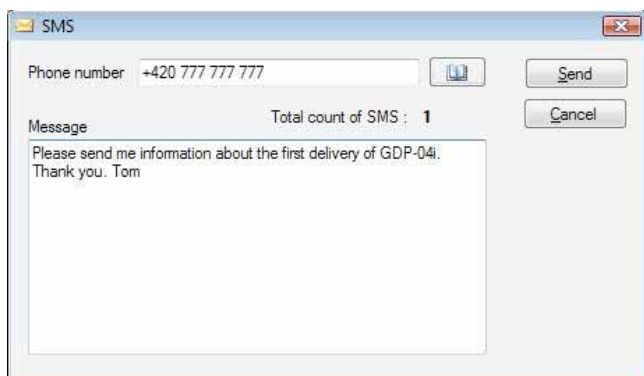 SMS
Phone number +420 777 777 777
Send
Total count of SMS : 1
Cancel
Message
Please send me information about the first delivery of GDP-04i.
Thank you. Tom